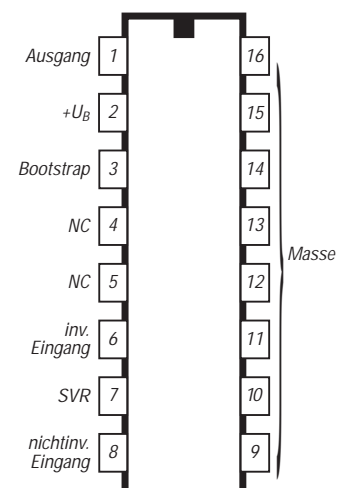 Ausgang 1 16
+UB 2 15
Bootstrap 3 14
NC 4 13
Masse
NC 5 12
inv.
Eingang 6 11
SVR 7 10
nichtinv.
Eingang 8 9